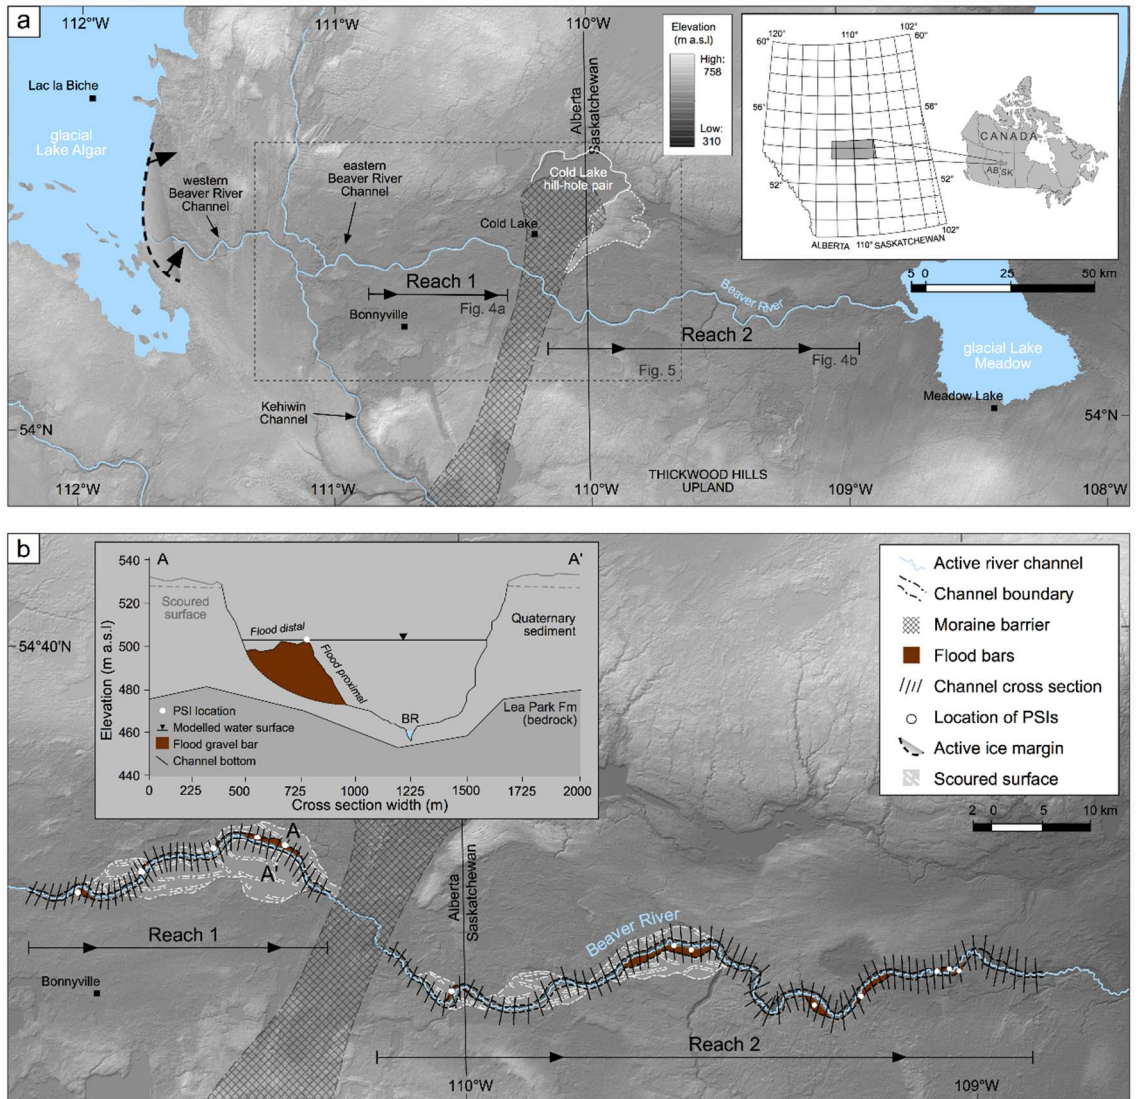 a
112°W
111°W
110°W
Lac la Biche
glacial
Lake Algar
western
Beaver River
Channel
eastern
Beaver River
Channel
Alberta
Saskatchewan
Cold Lake
hill-hole pair
Cold Lake
Elevation
(m a.s.l)
High:
758
Low:
310
120°
110°
102°
60°
60°
56°
56°
52°
52°
ALBERTA
110°
SASKATCHEWAN
102°
CANADA
AB
SK
5 0 25 50 km
Reach 1
Fig. 4a
Bonnyville
Beaver River
Reach 2
Fig. 4b
Fig. 5
glacial Lake
Meadow
Meadow Lake
Kehiwin
Channel
54°N
54°N
THICKWOOD HILLS
UPLAND
112°W
111°W
110°W
109°W
108°W
b
A
A'
540
520
500
480
460
440
Elevation (m a.s.l)
Scoured
surface
Flood distal
Flood proximal
Quaternary
sediment
BR
Lea Park Fm
(bedrock)
PSI location
Modelled water surface
Flood gravel bar
Channel bottom
0 225 500 725 1000 1225 1500 1725 2000
Cross section width (m)
54°40'N
Active river channel
Channel boundary
Moraine barrier
Flood bars
Channel cross section
Location of PSIs
Active ice margin
Scoured surface
2 0 5 10 km
A
A'
Reach 1
Bonnyville
Alberta
Saskatchewan
Beaver River
Reach 2
110°W
109°W